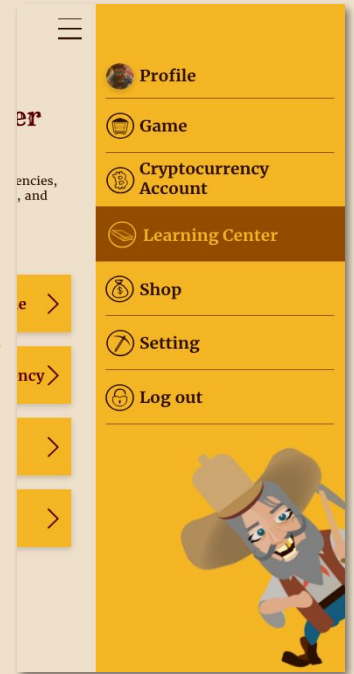 Profile
er
Game
encies,
, and
Cryptocurrency
Account
Learning Center
Shop
e
Setting
ncy
Log out